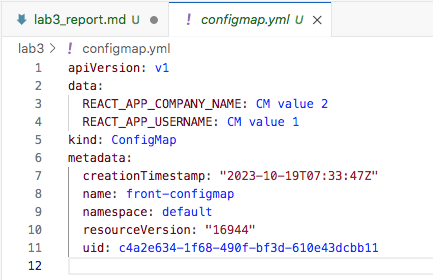 lab3_report.md U
! configmap.yml U ×
lab3 > ! configmap.yml
1 apiVersion: v1
2 data:
3   REACT_APP_COMPANY_NAME: CM value 2
4   REACT_APP_USERNAME: CM value 1
5 kind: ConfigMap
6 metadata:
7   creationTimestamp: "2023-10-19T07:33:47Z"
8   name: front-configmap
9   namespace: default
10   resourceVersion: "16944"
11   uid: c4a2e634-1f68-490f-bf3d-610e43dcbb11
12